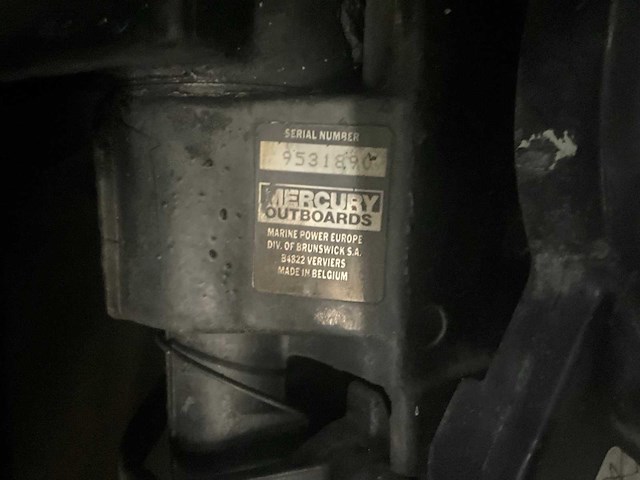 SERIAL NUMBER
9531890
MERCURY
OUTBOARDS
MARINE POWER EUROPE
DIV. OF BRUNSWICK S.A.
B4822 VERVIERS
MADE IN BELGIUM